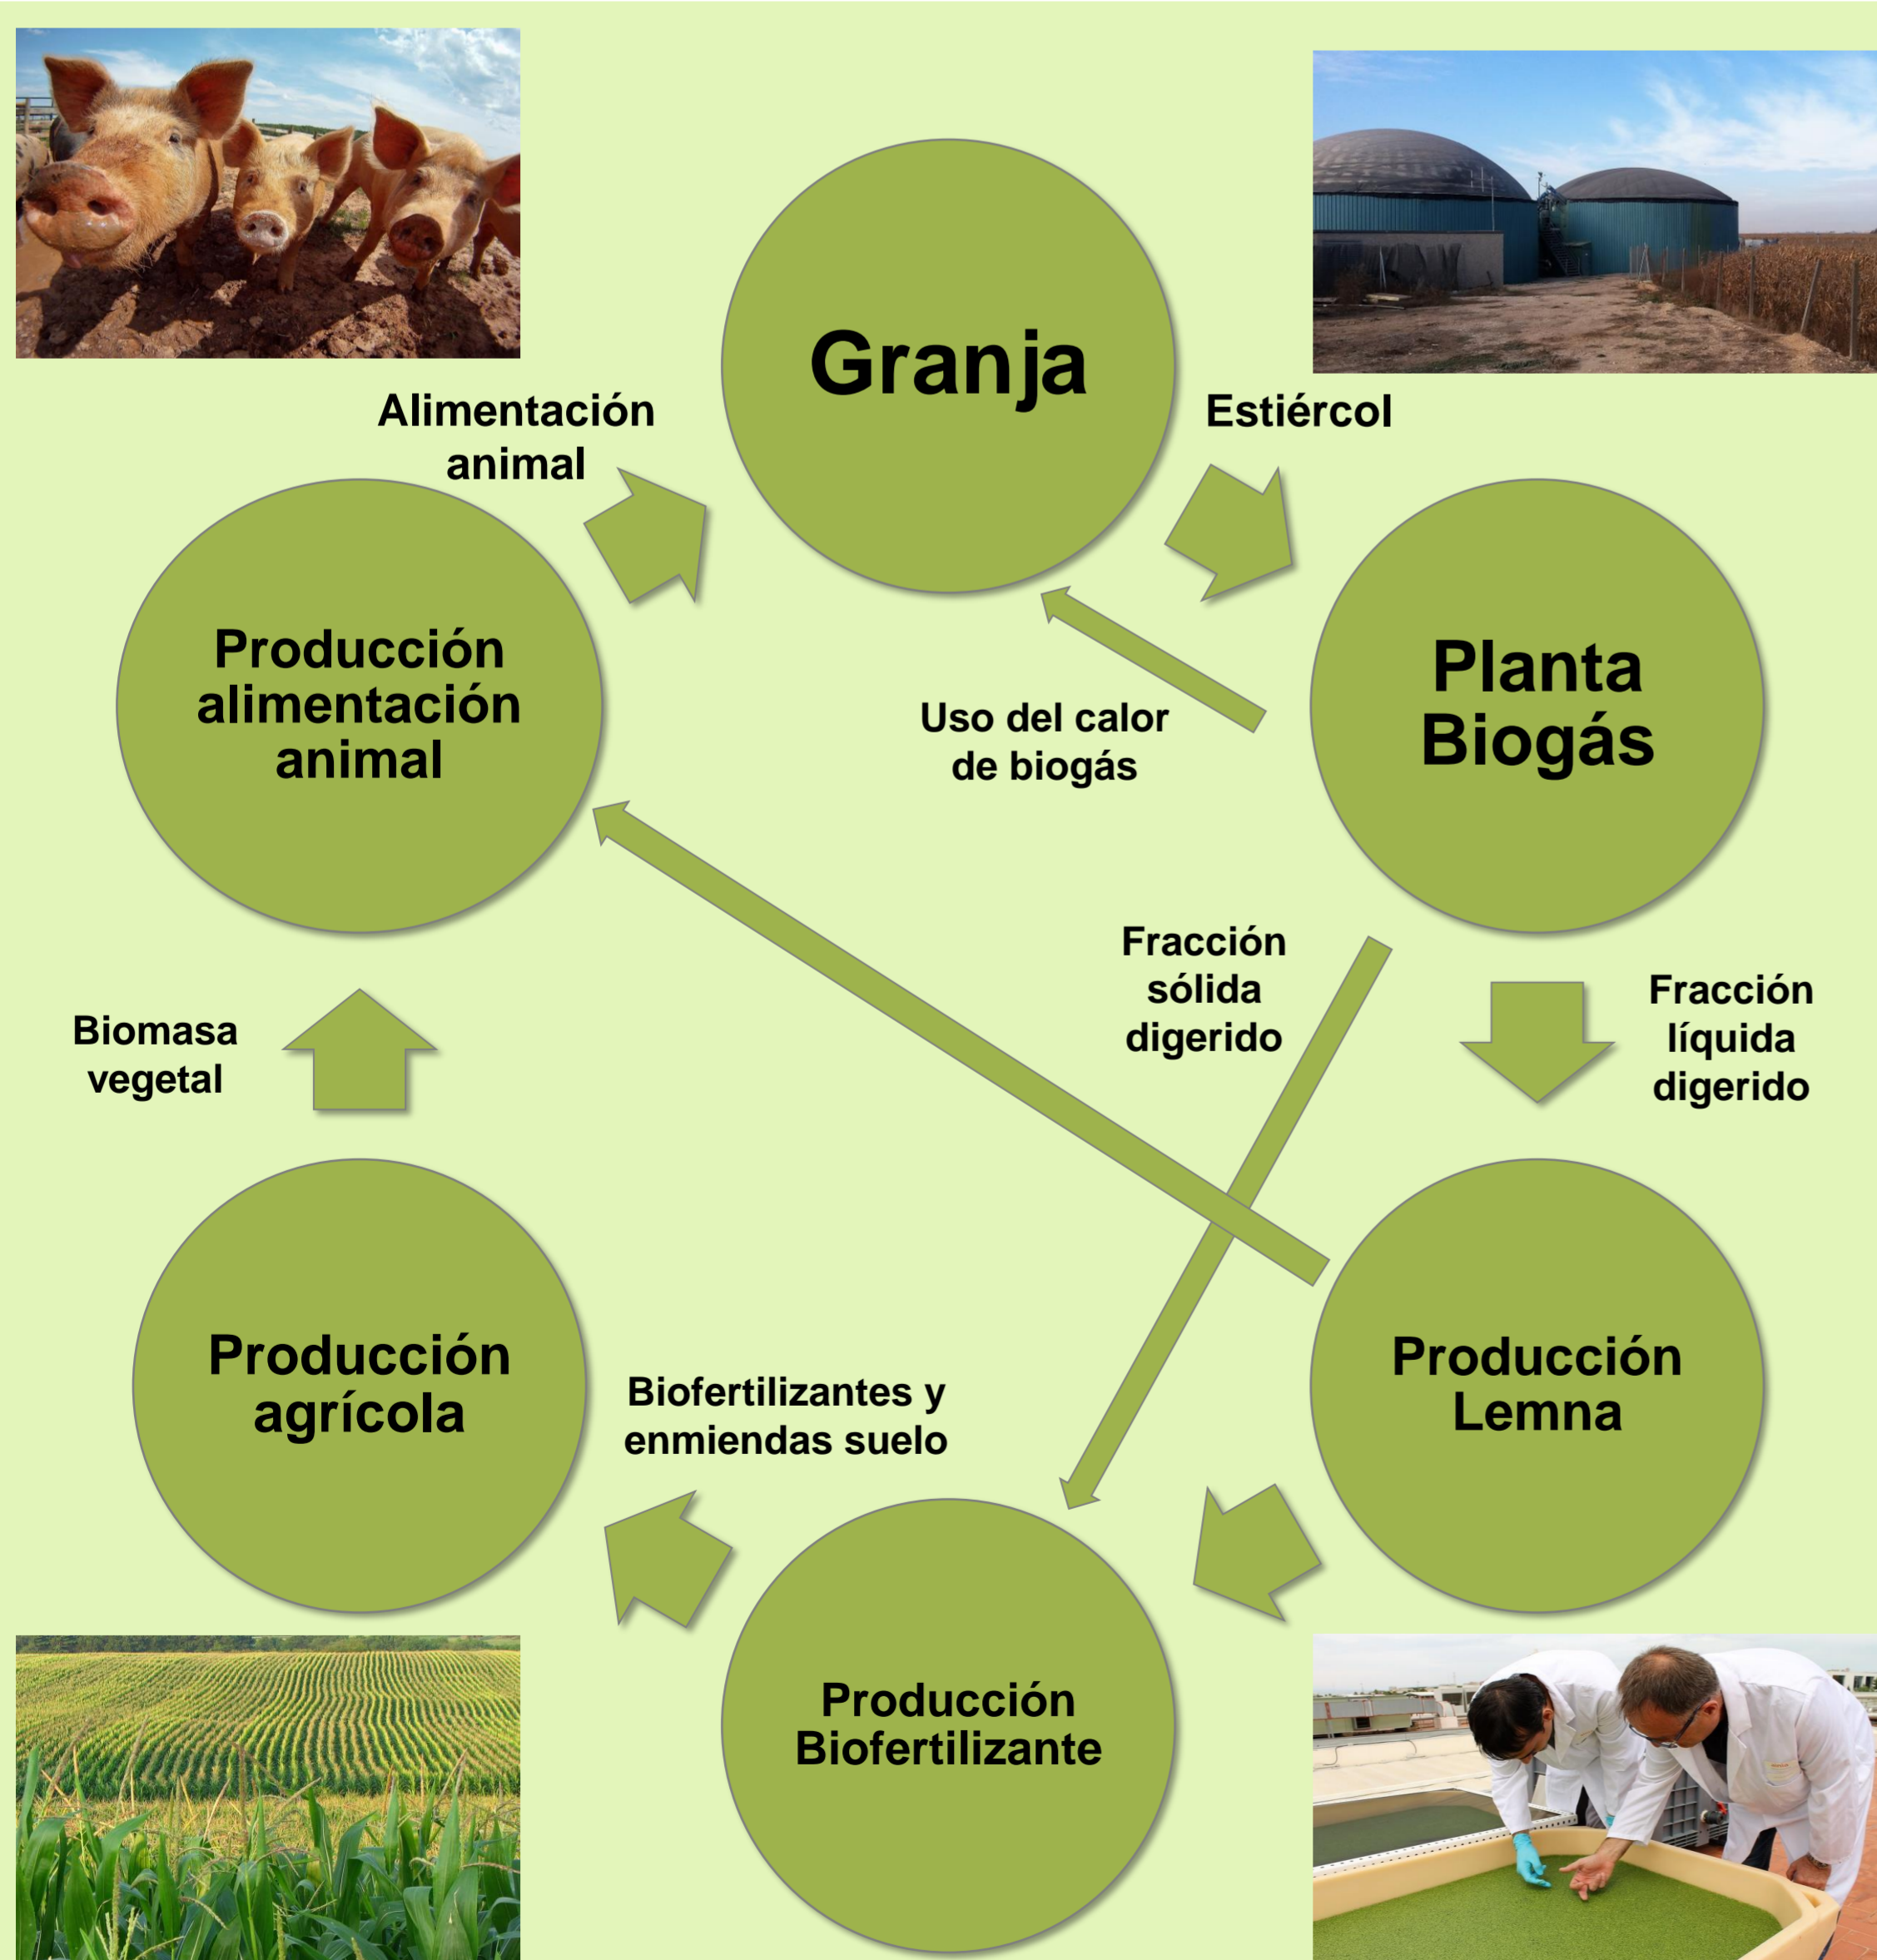 Granja
Alimentación
animal
Estiércol
Producción
alimentación
animal
Planta
Biogás
Uso del calor
de biogás
Fracción
sólida
digerido
Fracción
líquida
digerido
Biomasa
vegetal
Producción
agrícola
Biofertilizantes y
enmiendas suelo
Producción
Lemna
Producción
Biofertilizante